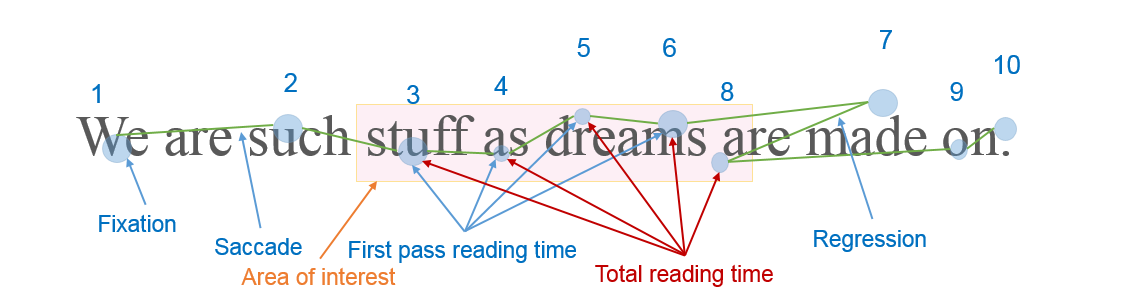 1 2 3 4 5 6 8 7 9 10
We are such stuff as dreams are made on.
Fixation
Saccade
Area of interest
First pass reading time
Total reading time
Regression